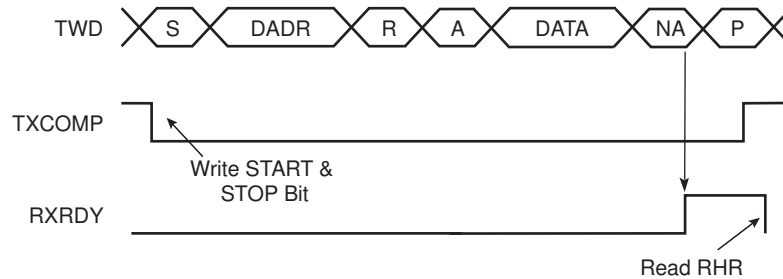 TWD S DADR R A DATA NA P
TXCOMP
Write START &
STOP Bit
RXRDY
Read RHR